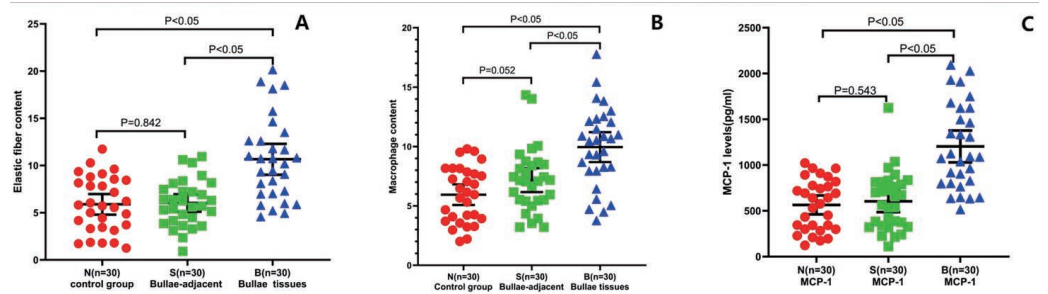 A
P<0.05
P<0.05
P=0.842
Elastic fiber content
25
20
15
10
5
0
N(n=30) S(n=30) B(n=30)
control group Bullae-adjacent Bullae tissues
B
P<0.05
P<0.05
P=0.052
Macrophage content
20
15
10
5
0
N(n=30) S(n=30) B(n=30)
Control group Bullae-adjacent Bullae tissues
C
P<0.05
P<0.05
P=0.543
MCP-1 levels(pg/ml)
2500
2000
1500
1000
500
0
N(n=30) S(n=30) B(n=30)
MCP-1 MCP-1 MCP-1